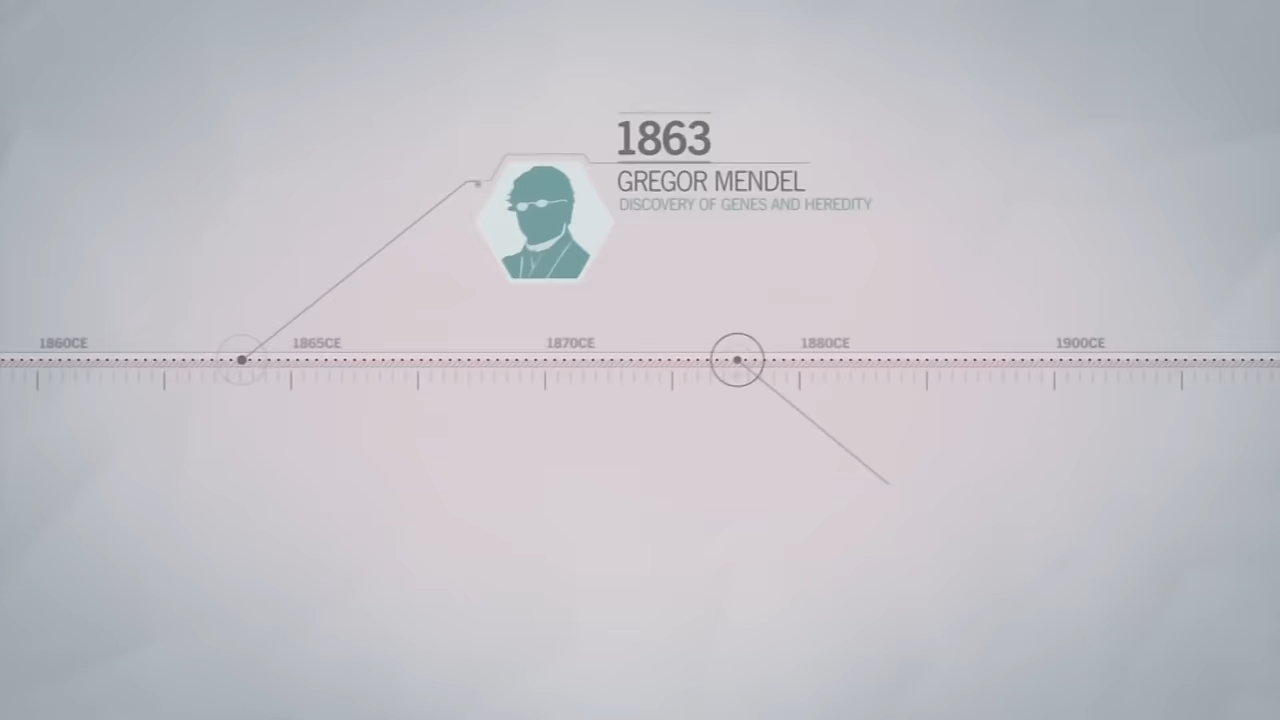 1863
GREGOR MENDEL
DISCOVERY OF GENES AND HEREDITY
1860CE
1865CE
1870CE
1880CE
1900CE